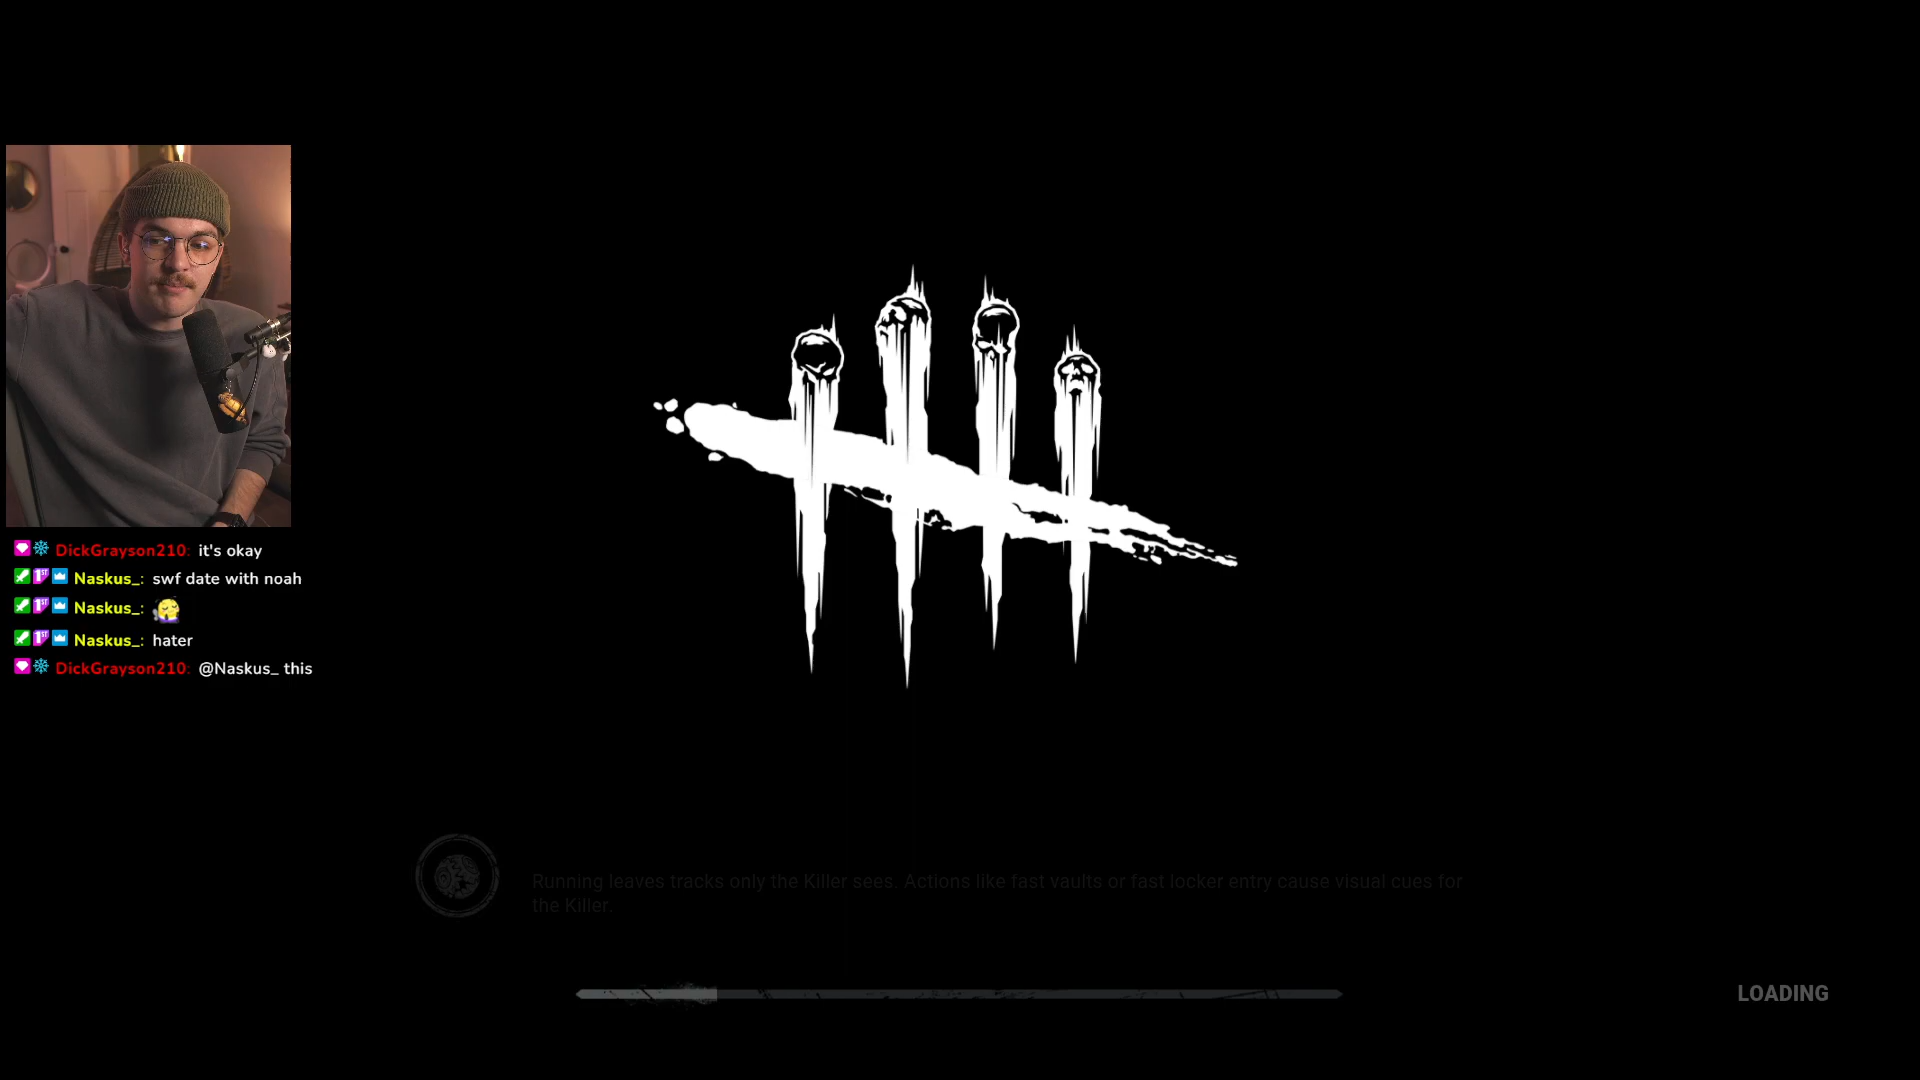 DickGrayson210: it's okay
Naskus_: swf date with noah
Naskus_:
Naskus_: hater
DickGrayson210: @Naskus_ this
Running leaves tracks only the Killer sees. Actions like fast vaults or fast locker entry cause visual cues for
the Killer.
LOADING